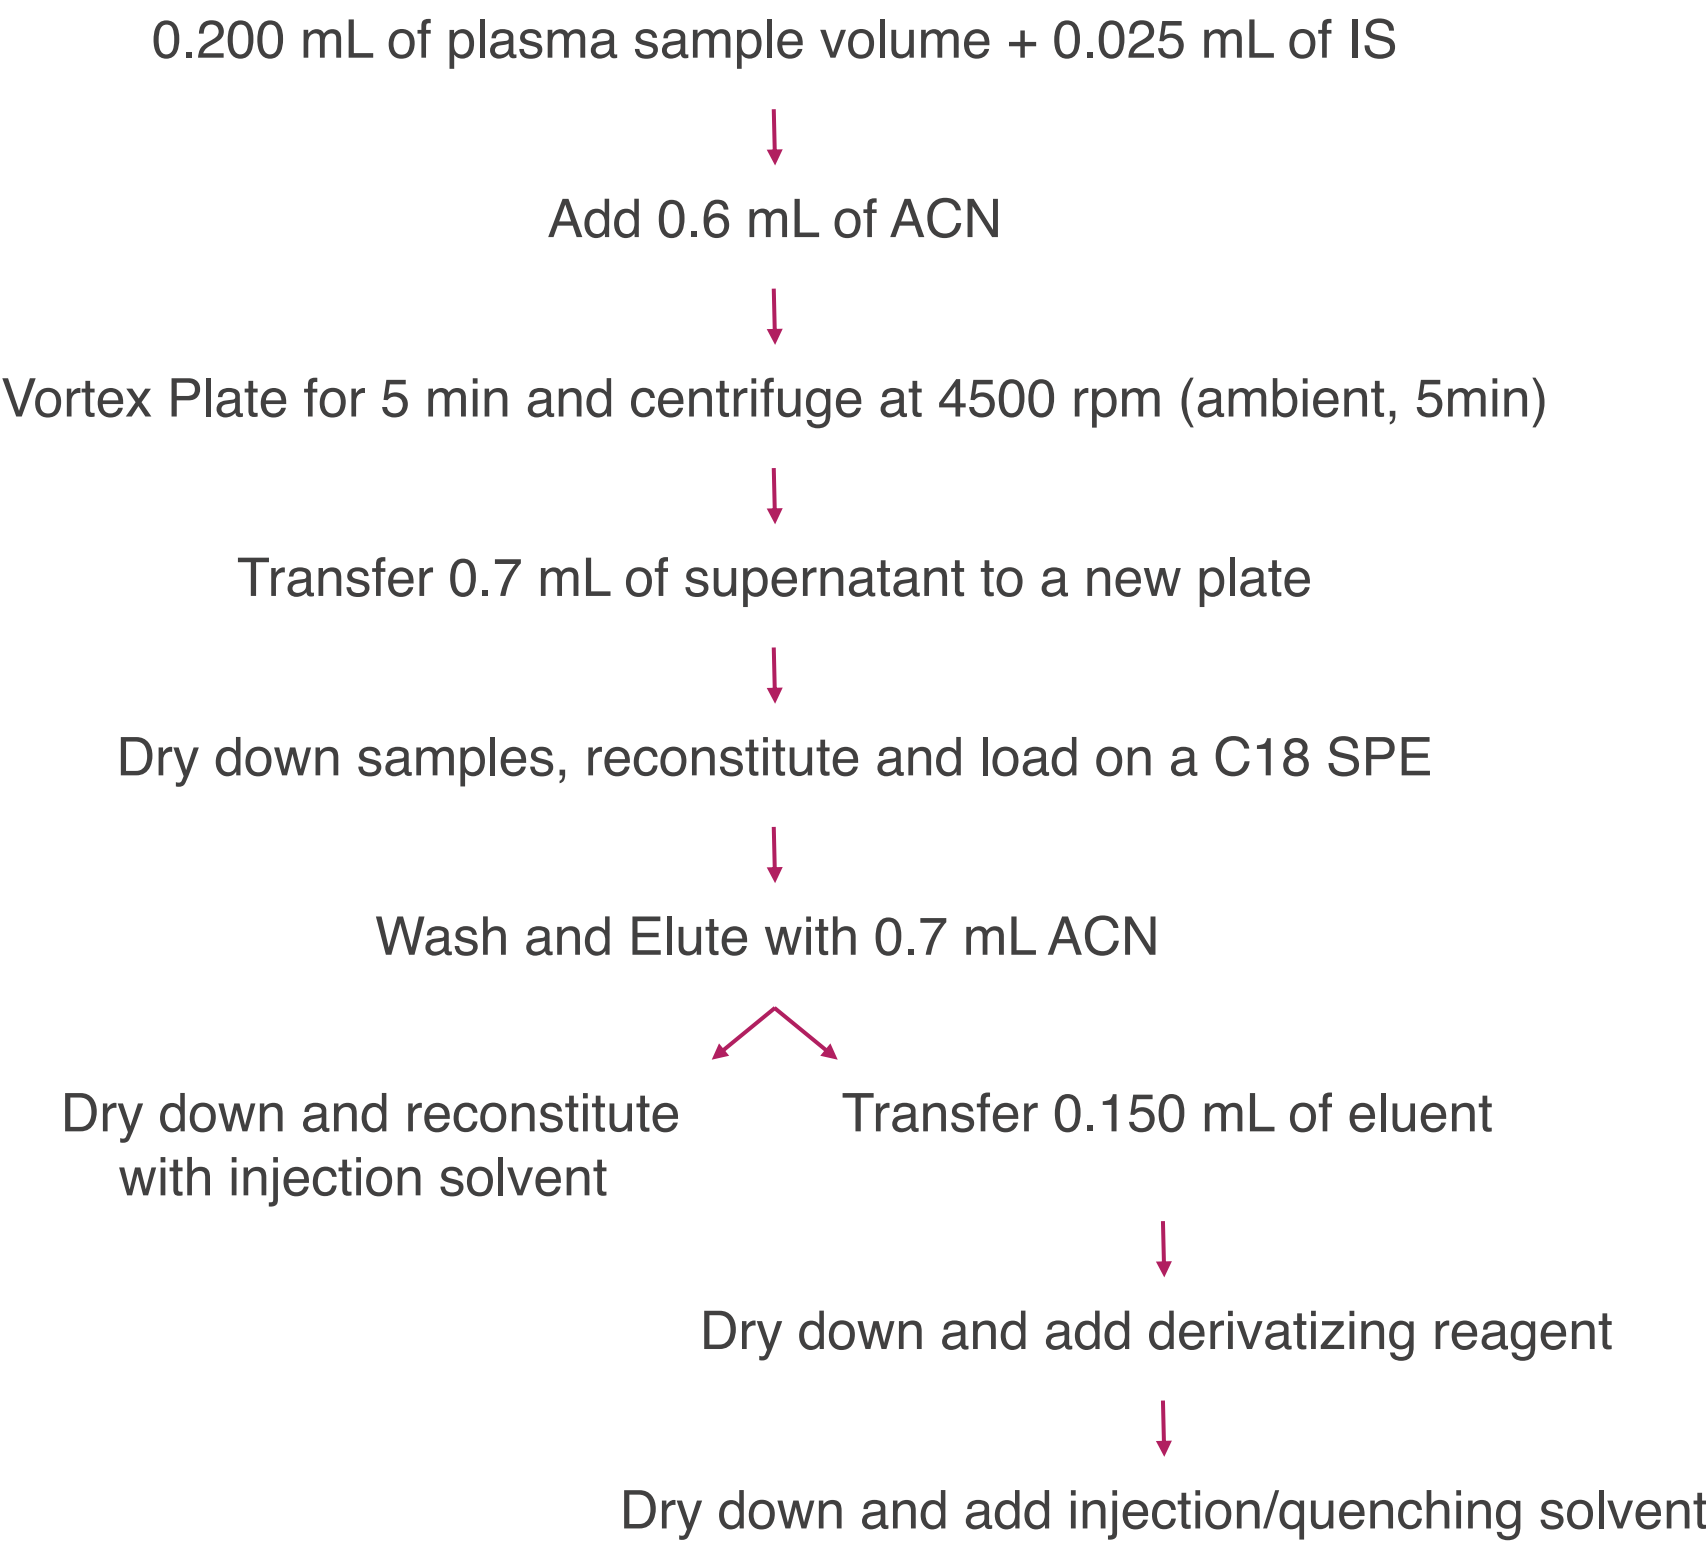 0.200 mL of plasma sample volume + 0.025 mL of IS
Add 0.6 mL of ACN
Vortex Plate for 5 min and centrifuge at 4500 rpm (ambient, 5min)
Transfer 0.7 mL of supernatant to a new plate
Dry down samples, reconstitute and load on a C18 SPE
Wash and Elute with 0.7 mL ACN
Dry down and reconstitute
with injection solvent
Transfer 0.150 mL of eluent
Dry down and add derivatizing reagent
Dry down and add injection/quenching solvent